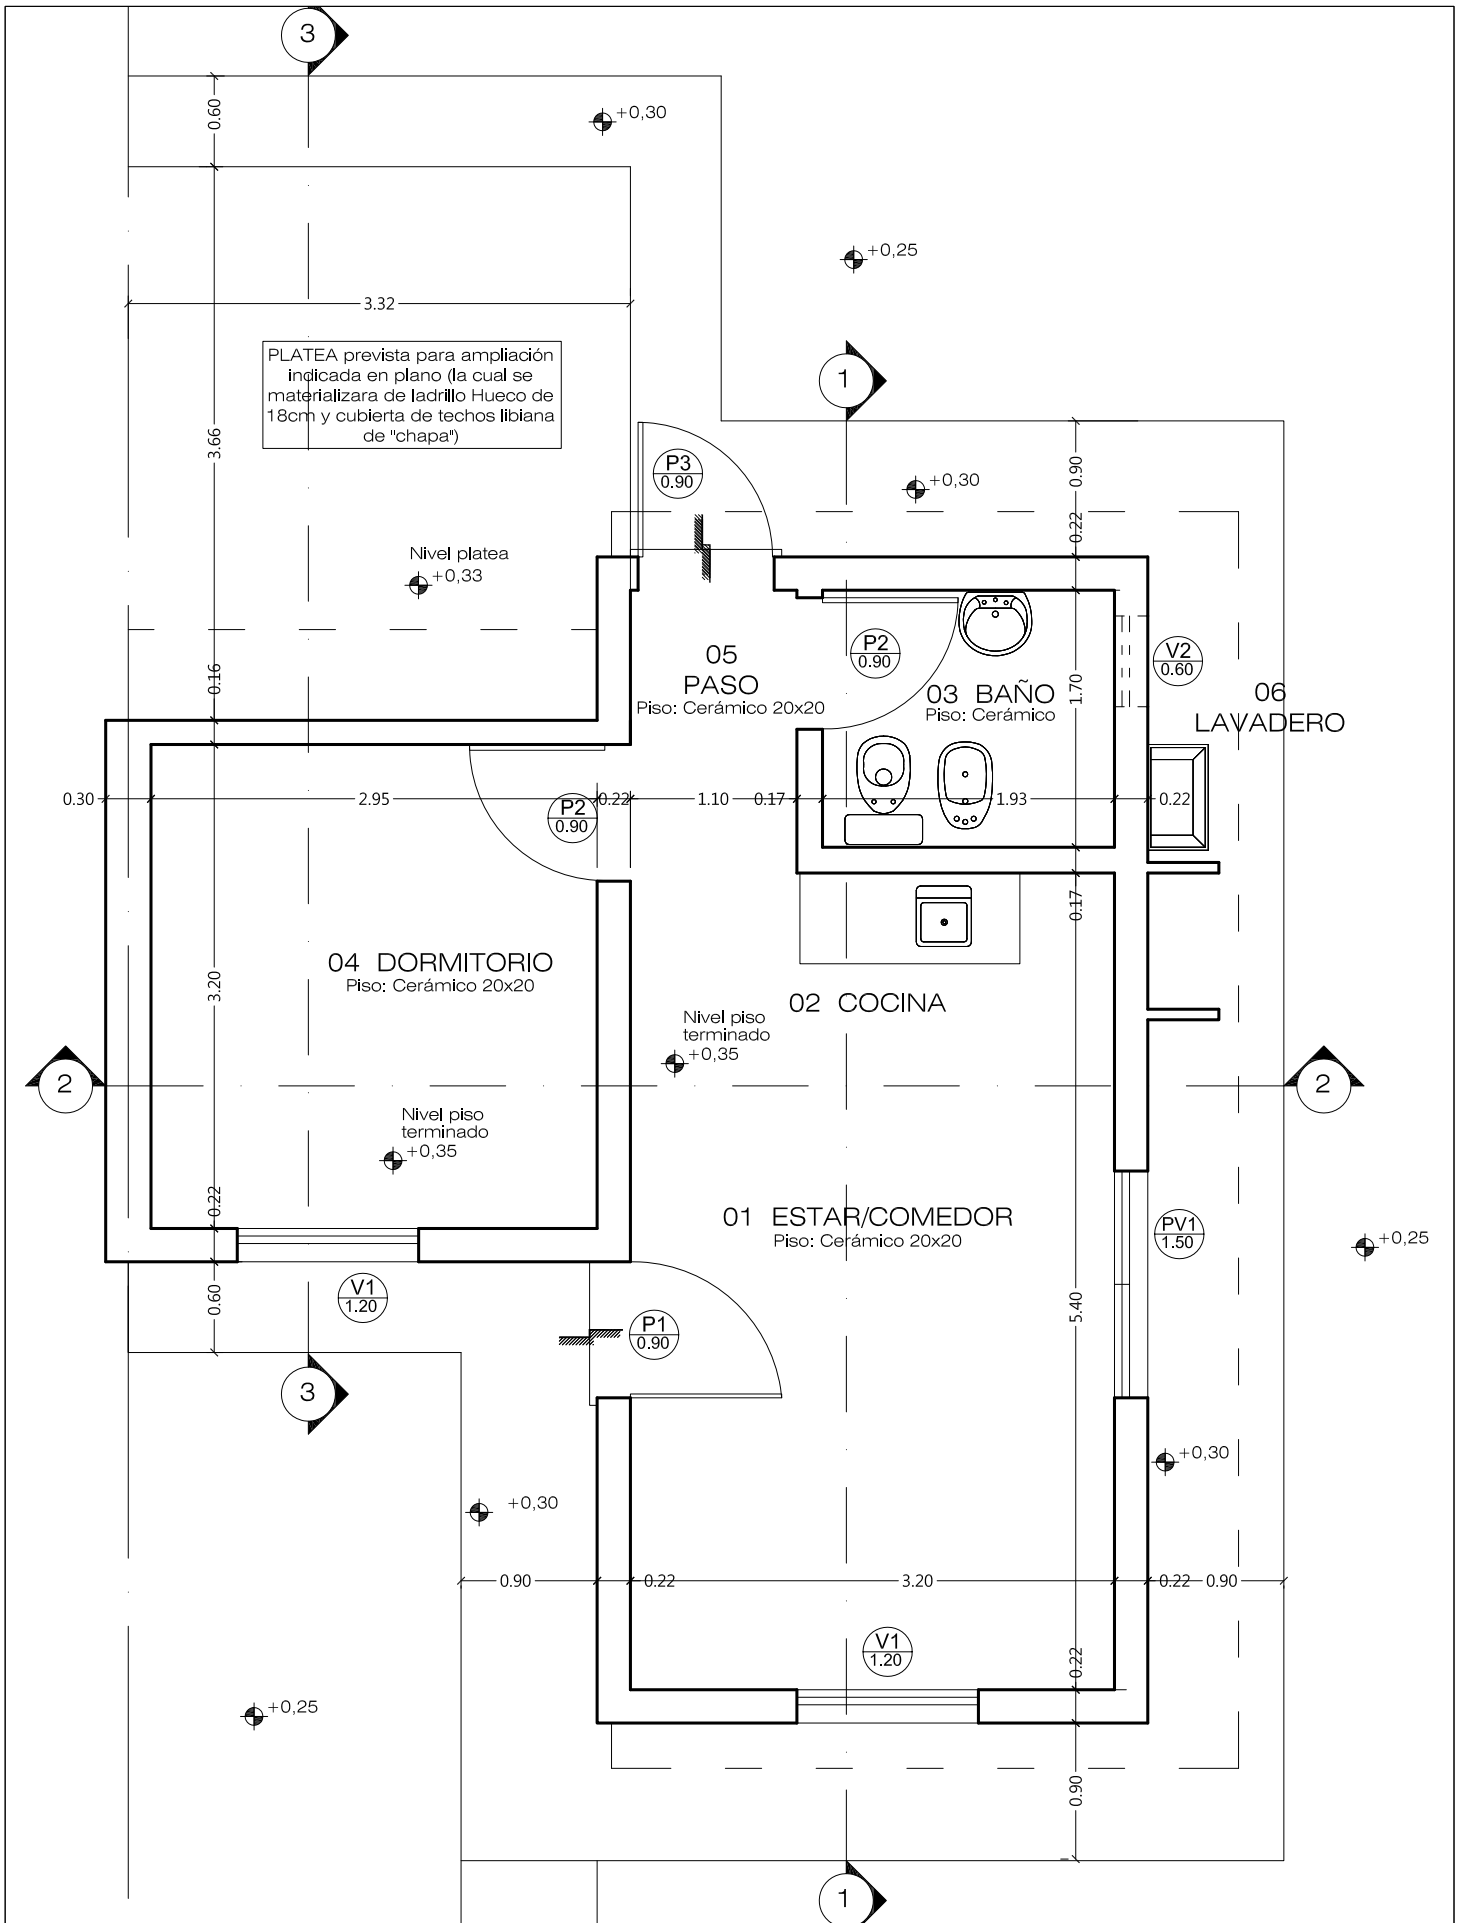 3
0.60
+0,30
+0,25
3.32
PLATEA prevista para ampliación
indicada en plano (la cual se
materializara de ladrillo Hueco de
18cm y cubierta de techos libiana
de "chapa")
1
3.66
P3
0.90
0.90
+0,30
0.22
Nivel platea
+0,33
05
PASO
Piso: Cerámico 20x20
P2
0.90
03 BAÑO
Piso: Cerámico
1.70
V2
0.60
06
LAVADERO
0.16
0.30
2.95
0.22
1.10
0.17
1.93
0.22
P2
0.90
0.17
04 DORMITORIO
Piso: Cerámico 20x20
3.20
02 COCINA
Nivel piso
terminado
+0,35
2
2
Nivel piso
terminado
+0,35
0.22
01 ESTAR/COMEDOR
Piso: Cerámico 20x20
PV1
1.50
+0,25
0.60
V1
1.20
P1
0.90
5.40
3
+0,30
+0,30
0.90
0.22
3.20
0.22
0.90
V1
1.20
0.22
+0,25
0.90
1